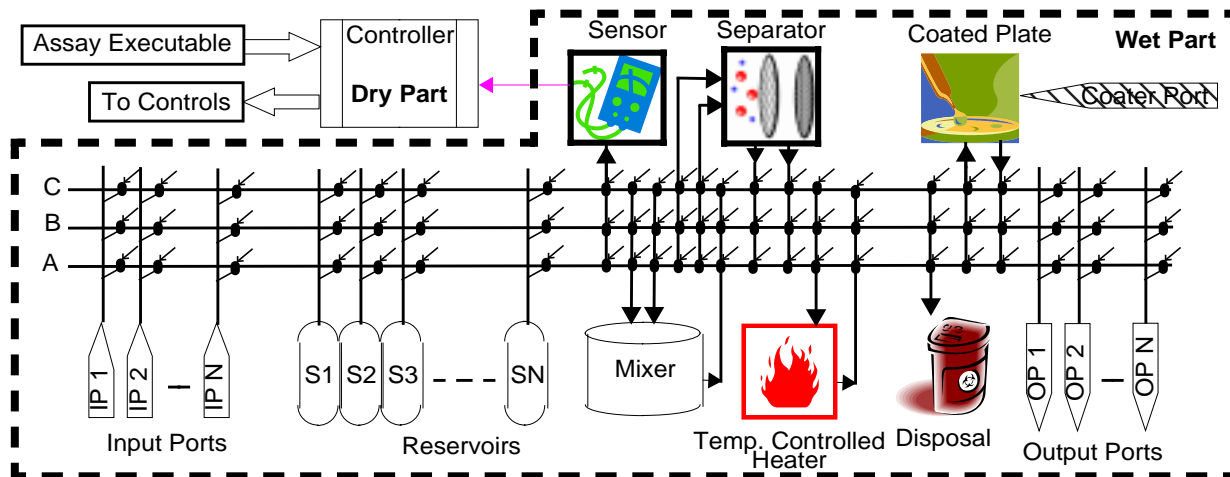 Assay Executable
To Controls
Controller
Dry Part
Sensor
Separator
Coated Plate
Wet Part
Coater Port
C
B
A
IP 1
IP 2
IP N
S1
S2
S3
SN
Mixer
OP 1
OP 2
OP N
Input Ports
Reservoirs
Temp. Controlled
Heater
Disposal
Output Ports